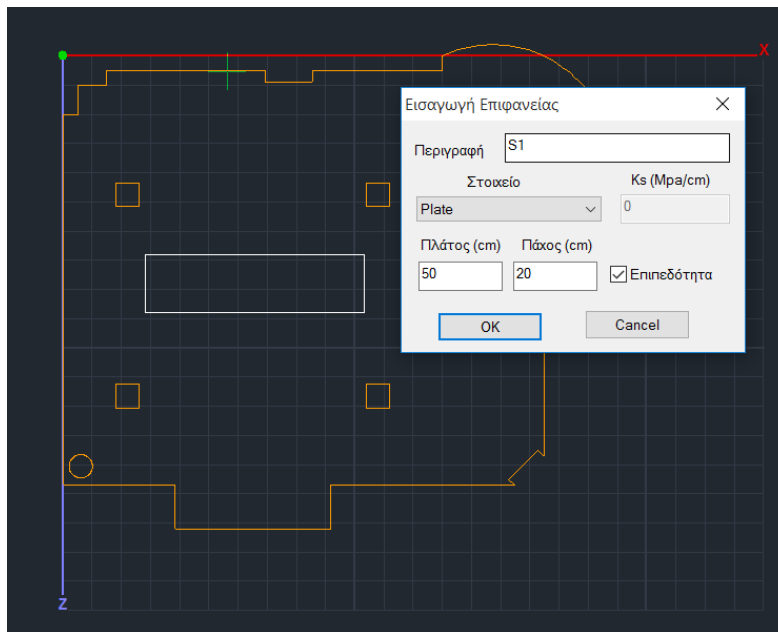 X
Εισαγωγή Επιφανείας
Περιγραφή S1
Στοιχείο Ks (Mpa/cm)
Plate 0
Πλάτος (cm) Πάχος (cm)
50 20 Επιπεδότητα
OK Cancel
Z